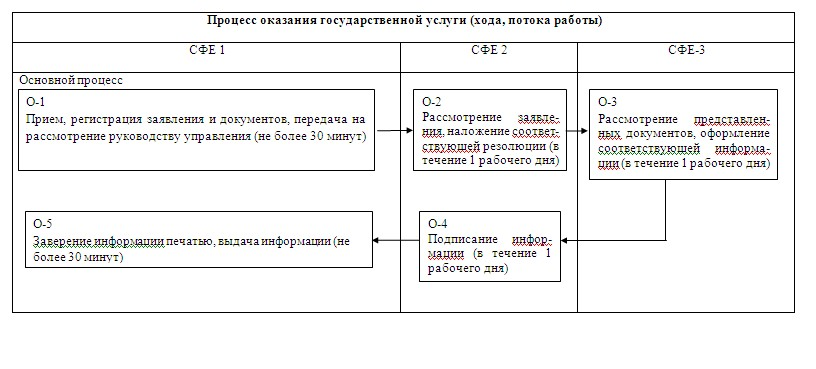 Процесс оказания государственной услуги (хода, потока работы)
СФЕ 1
СФЕ 2
СФЕ-3
Основной процесс
О-1
Прием, регистрация заявления и документов, передача на
рассмотрение руководству управления (не более 30 минут)
О-2
Рассмотрение заявле-
ния, наложение соответ-
ствующей резолюции (в
течение 1 рабочего дня)
О-3
Рассмотрение представлен-
ных документов, оформление
соответствующей информа-
ции (в течение 1 рабочего дня)
О-5
Заверение информации печатью, выдача информации (не
более 30 минут)
О-4
Подписание инфор-
мации (в течение 1
рабочего дня)